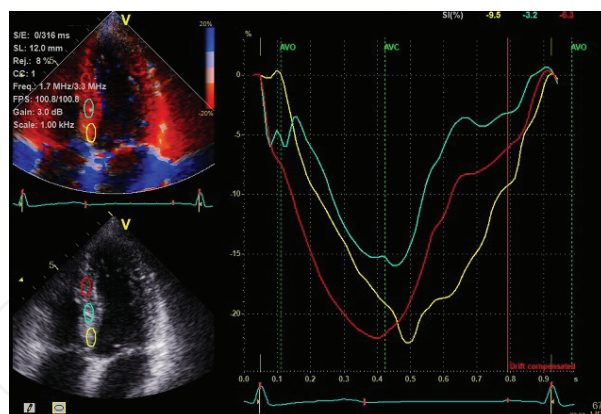 V
S/E: 0/316 ms
SL: 12.0 mm
Rej.: 8 %
CC: 1
Freq.: 1.7 MHz/3.3 MHz
FPS: 100.8/100.8
Gain: 3.0 dB
Scale: 1.00 kHz
20%
-20%
V
5
SI(%) -9.5 -3.2 -6.3
%
AVO AVC AVO
0
-5
-10
-15
-20
Drift compensated
0.0 0.1 0.2 0.3 0.4 0.5 0.6 0.7 0.8 0.9 s
67